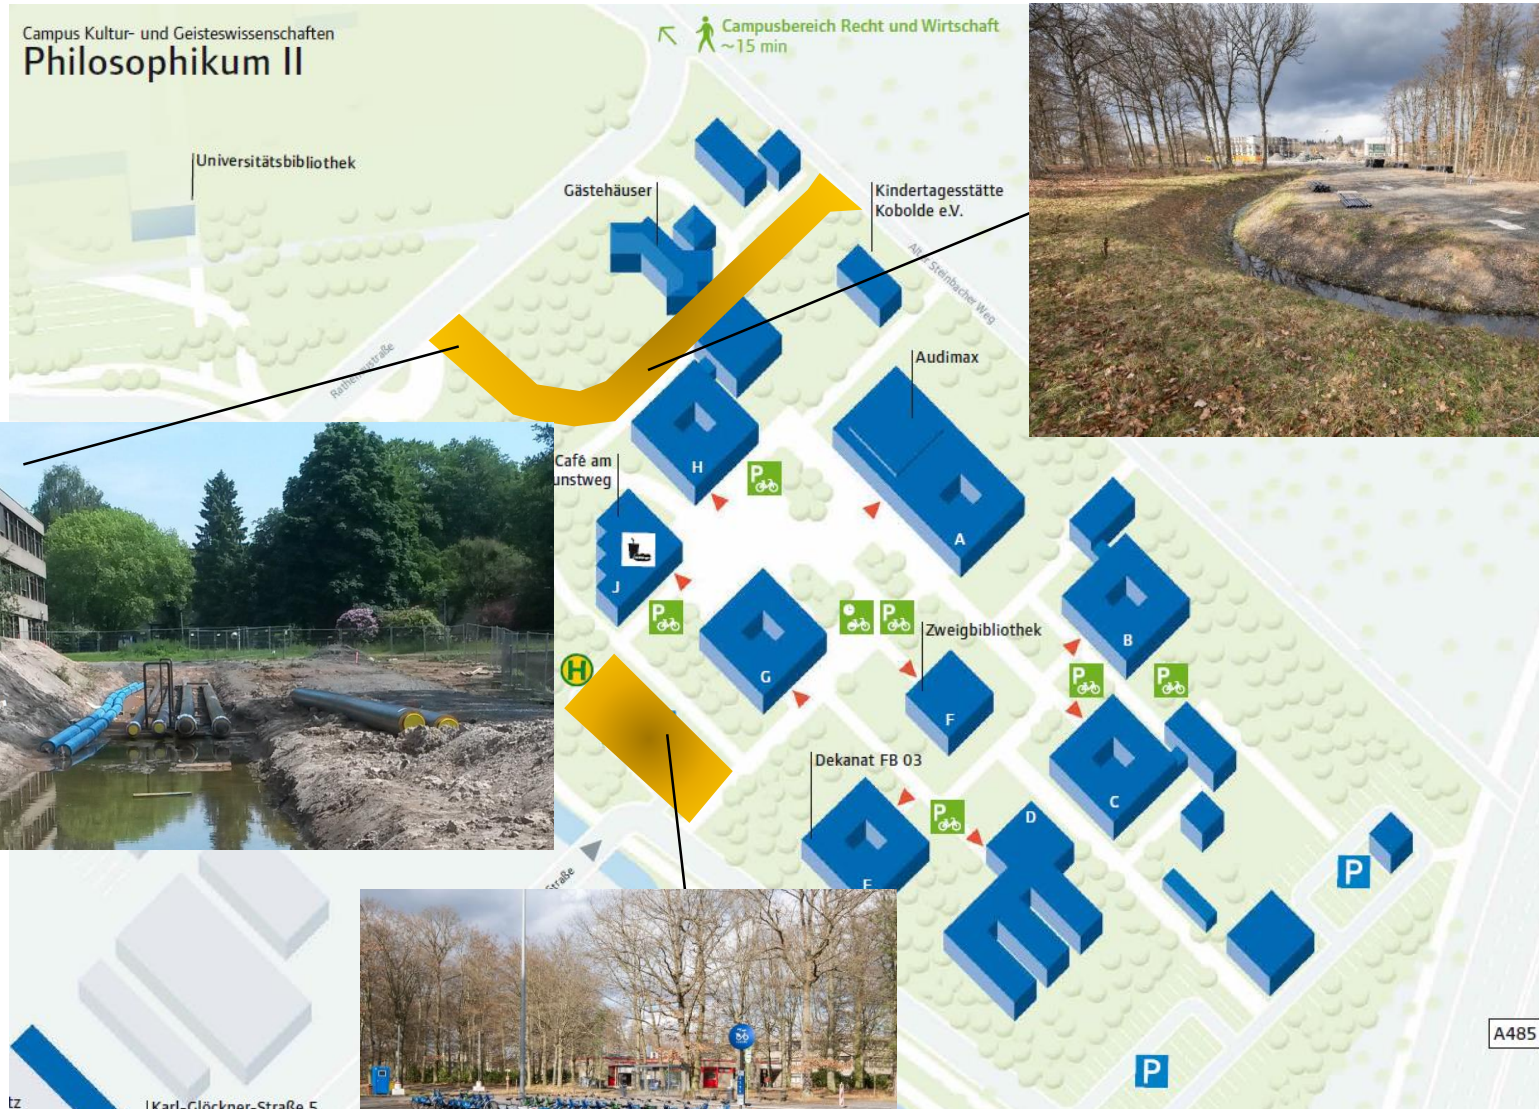 Campus Kultur- und Geisteswissenschaften
Philosophikum II
Campusbereich Recht und Wirtschaft
~15 min
Universitätsbibliothek
Gästehäuser
Kindertagesstätte
Kobolde e.V.
Alter Steinbacher Weg
Rathenaustraße
Audimax
H
P
Café am
unstweg
J
P
A
G
P
Zweigbibliothek
B
P
P
H
F
Dekanat FB 03
C
P
D
E
P
straße
P
A485
tz
Karl-Glöckner-Straße 5